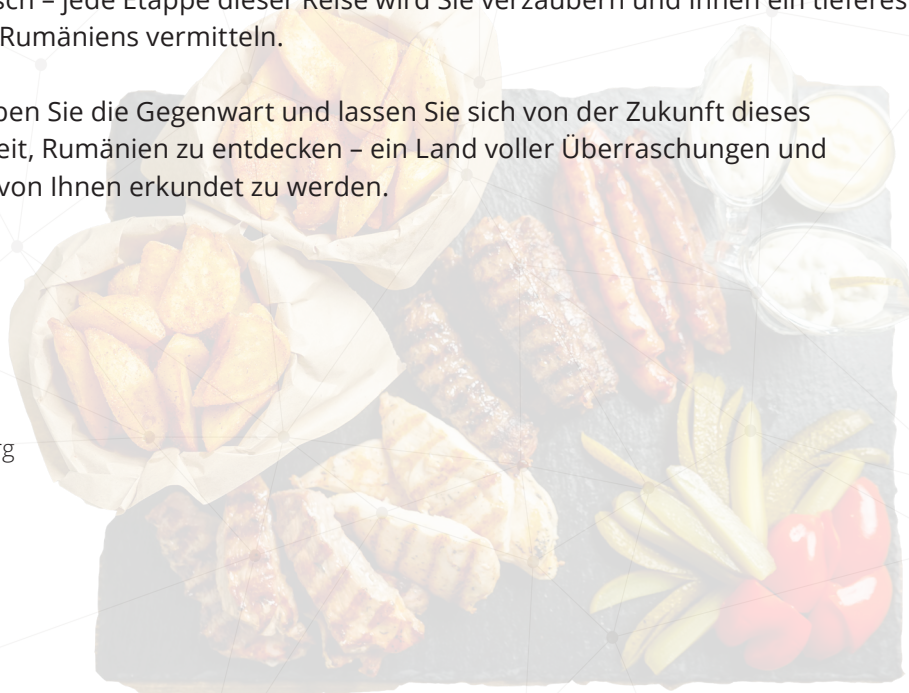 sch – jede Etappe dieser Reise wird Sie verzaubern und Ihnen ein tieferes
Rumäniens vermitteln.
ben Sie die Gegenwart und lassen Sie sich von der Zukunft dieses
eit, Rumänien zu entdecken – ein Land voller Überraschungen und
von Ihnen erkundet zu werden.
rg